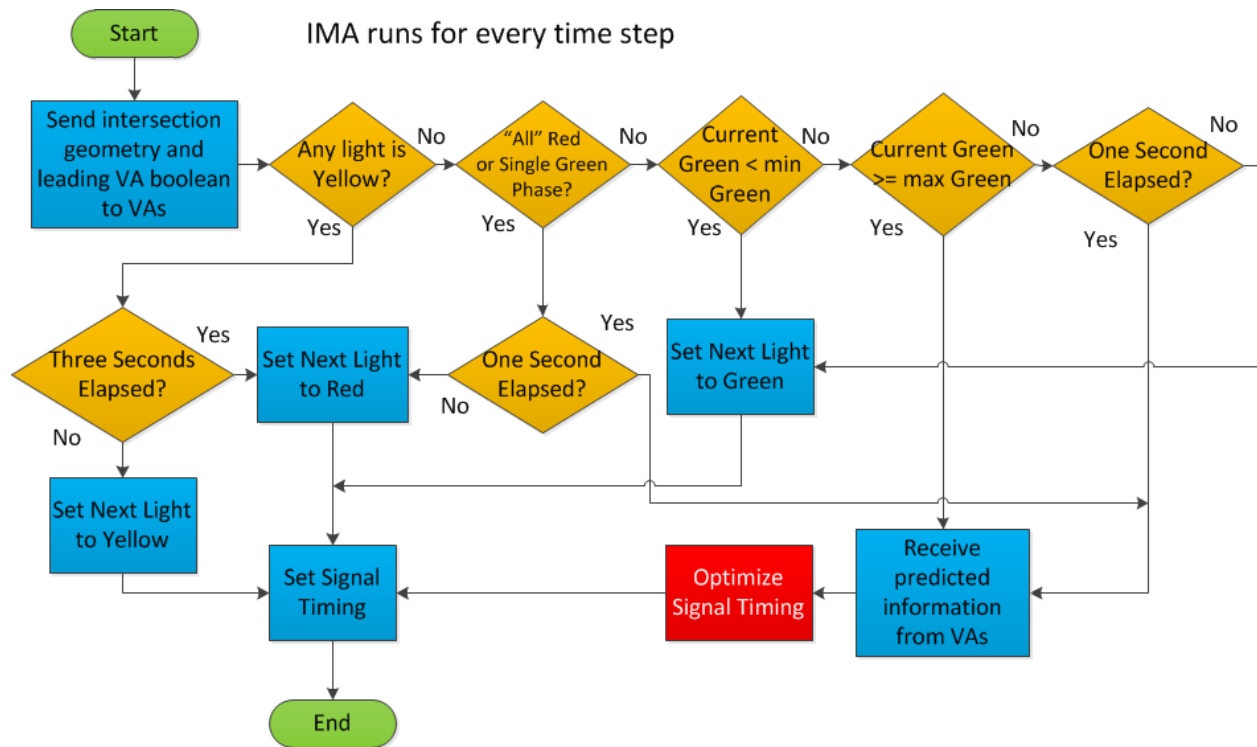 Start
IMA runs for every time step
Send intersection
geometry and
leading VA boolean
to VAs
Any light is
Yellow?
No
Yes
“All” Red
or Single Green
Phase?
No
Yes
Current
Green < min
Green
No
Yes
Current Green
>= max Green
No
Yes
One Second
Elapsed?
No
Yes
Three Seconds
Elapsed?
Yes
No
Set Next Light
to Red
One Second
Elapsed?
Yes
No
Set Next Light
to Green
Set Next Light
to Yellow
Set Signal
Timing
Optimize
Signal Timing
Receive
predicted
information
from VAs
End